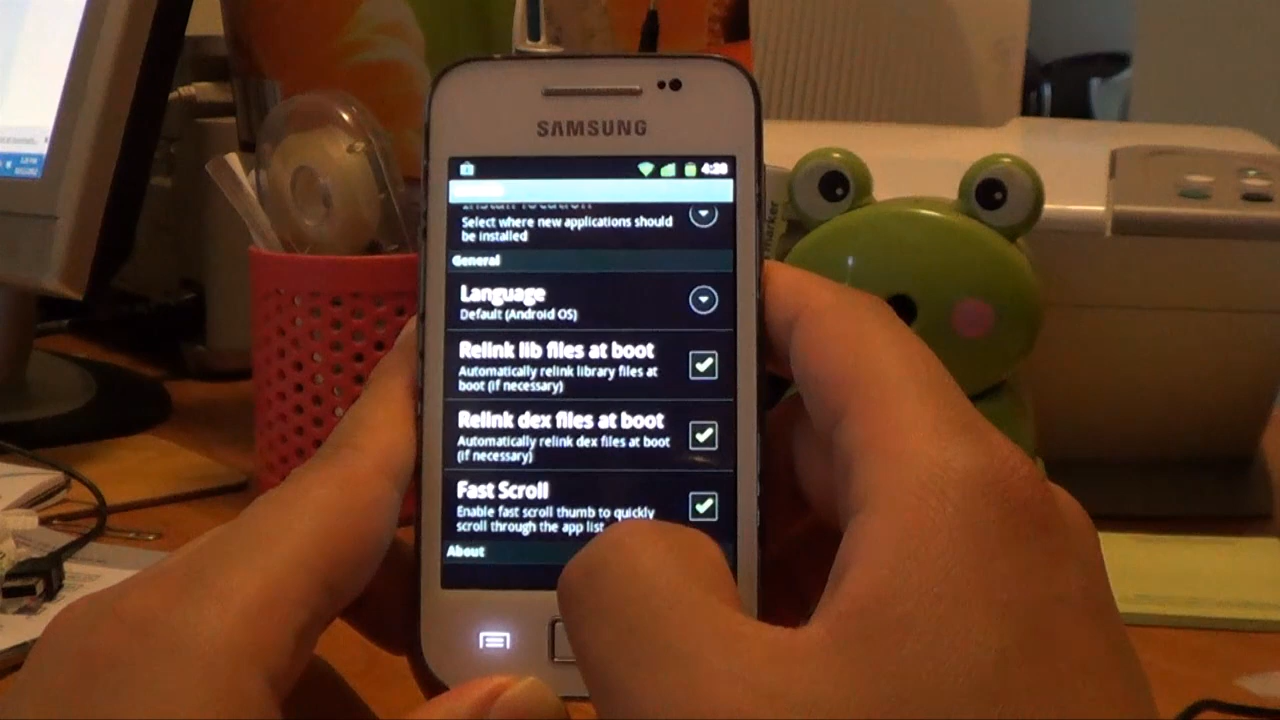 SAMSUNG
4:39
Select where new applications should
be installed
General
Language
Default (Android OS)
Relink lib files at boot
Automatically relink library files at
boot (if necessary)
Relink dex files at boot
Automatically relink dex files at boot
(if necessary)
Fast Scroll
Enable fast scroll thumb to quickly
scroll through the app list
About